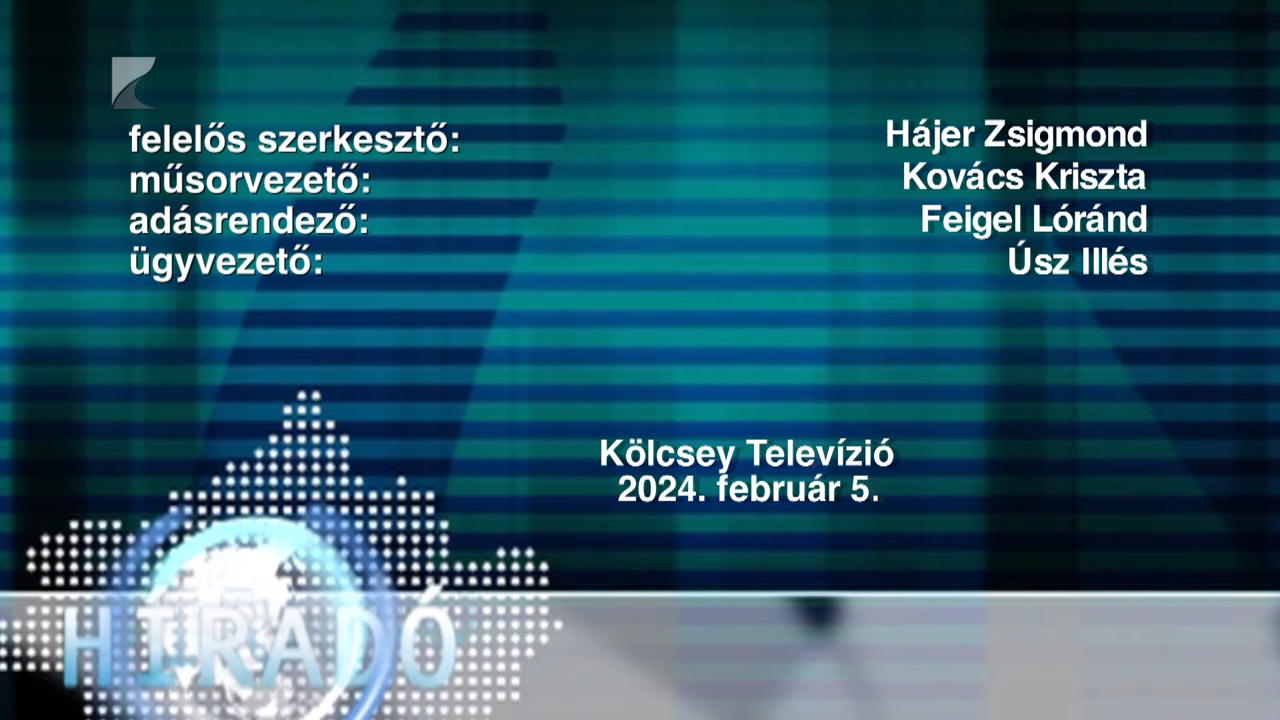 felelős szerkesztő: Hájer Zsigmond
műsorvezető: Kovács Kriszta
adásrendező: Feigel Lóránd
ügyvezető: Úsz Illés
Kölcsey Televízió
2024. február 5.
HÍRADÓ